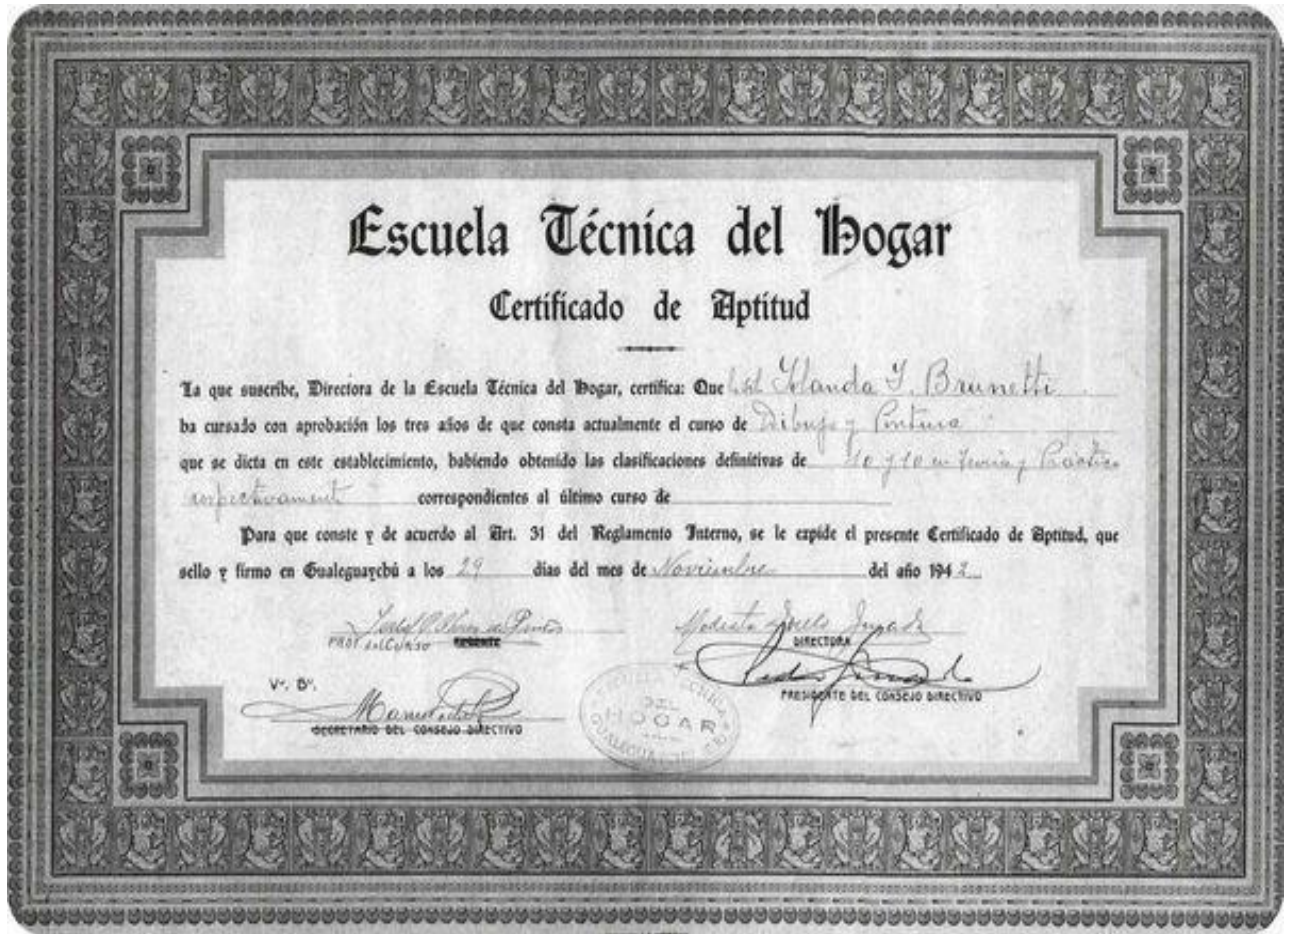 Escuela Técnica del Hogar
Certificado de Aptitud
La que suscribe, Directora de la Escuela Técnica del Hogar, certifica: Que la Srta. Yolanda Y. Brunetti
ha cursado con aprobación los tres años de que consta actualmente el curso de Dibujo y Pintura
que se dicta en este establecimiento, habiendo obtenido las clasificaciones definitivas de 10 y 10 en Teoría y Práctica
respectivamente correspondientes al último curso de
Para que conste y de acuerdo al Art. 31 del Reglamento Interno, se le expide el presente Certificado de Aptitud, que
sello y firmo en Gualeguaychú a los 29 días del mes de Noviembre del año 1942
PROF. del CURSO REGENTE
DIRECTORA
Vº. Bº.
PRESIDENTE DEL CONSEJO DIRECTIVO
SECRETARIO DEL CONSEJO DIRECTIVO
ESCUELA TECNICA
DEL
HOGAR